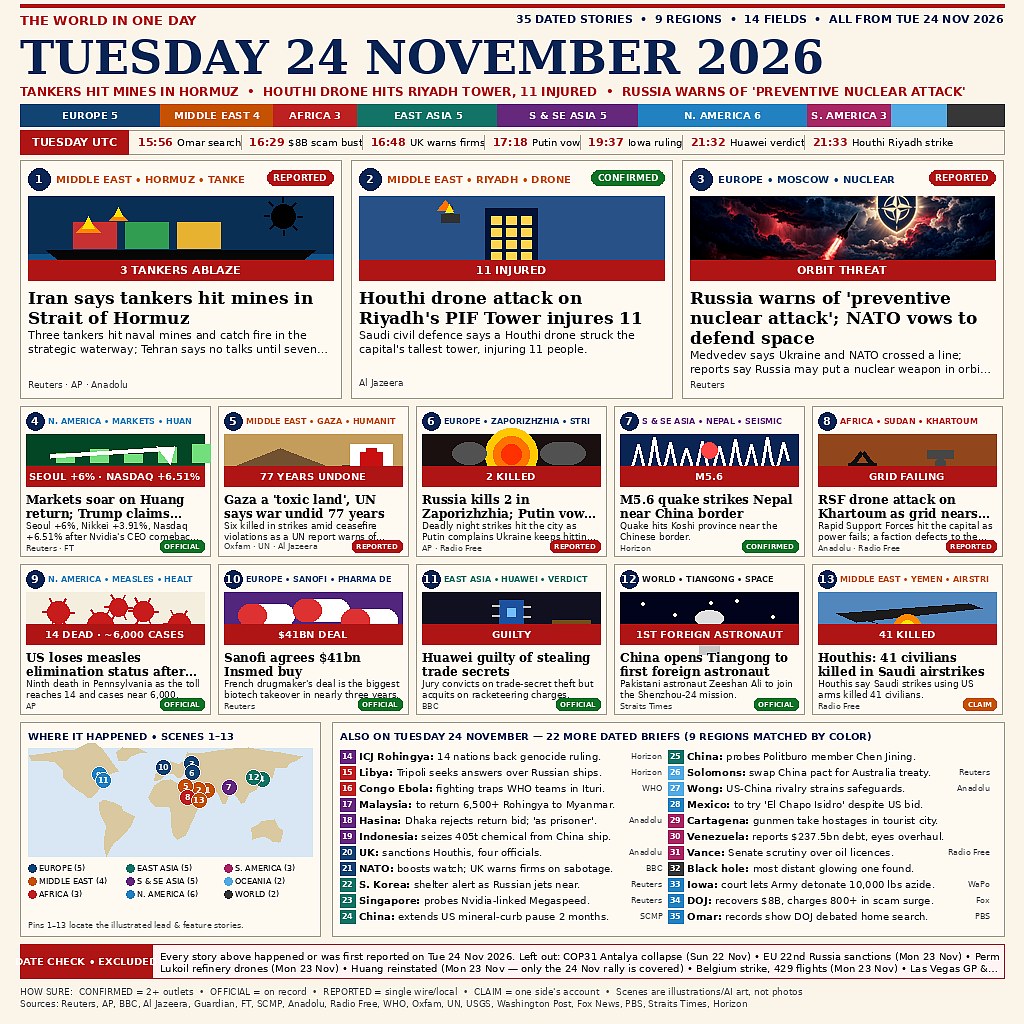 THE WORLD IN ONE DAY
35 DATED STORIES • 9 REGIONS • 14 FIELDS • ALL FROM TUE 24 NOV 2026
TUESDAY 24 NOVEMBER 2026
TANKERS HIT MINES IN HORMUZ • HOUTHI DRONE HITS RIYADH TOWER, 11 INJURED • RUSSIA WARNS OF 'PREVENTIVE NUCLEAR ATTACK'
EUROPE 5 MIDDLE EAST 4 AFRICA 3 EAST ASIA 5 S & SE ASIA 5 N. AMERICA 6 S. AMERICA 3
TUESDAY UTC 15:56 Omar search 16:29 $8B scam bust 16:48 UK warns firms 17:18 Putin vow 19:37 Iowa ruling 21:32 Huawei verdict 21:33 Houthi Riyadh strike
1 MIDDLE EAST • HORMUZ • TANKE REPORTED
3 TANKERS ABLAZE
Iran says tankers hit mines in
Strait of Hormuz
Three tankers hit naval mines and catch fire in the
strategic waterway; Tehran says no talks until seven...
Reuters · AP · Anadolu
2 MIDDLE EAST • RIYADH • DRONE CONFIRMED
11 INJURED
Houthi drone attack on
Riyadh's PIF Tower injures 11
Saudi civil defence says a Houthi drone struck the
capital's tallest tower, injuring 11 people.
Al Jazeera
3 EUROPE • MOSCOW • NUCLEAR REPORTED
ORBIT THREAT
Russia warns of 'preventive
nuclear attack'; NATO vows to
defend space
Medvedev says Ukraine and NATO crossed a line;
reports say Russia may put a nuclear weapon in orbi...
Reuters
4 N. AMERICA • MARKETS • HUAN
SEOUL +6% · NASDAQ +6.51%
Markets soar on Huang
return; Trump claims...
Seoul +6%, Nikkei +3.91%, Nasdaq
+6.51% after Nvidia's CEO comebac...
Reuters · FT OFFICIAL
5 MIDDLE EAST • GAZA • HUMANIT
77 YEARS UNDONE
Gaza a 'toxic land', UN
says war undid 77 years
Six killed in strikes amid ceasefire
violations as a UN report warns of...
Oxfam · UN · Al Jazeera REPORTED
6 EUROPE • ZAPORIZHZHIA • STRI
2 KILLED
Russia kills 2 in
Zaporizhzhia; Putin vow...
Deadly night strikes hit the city as
Putin complains Ukraine keeps hittin...
AP · Radio Free REPORTED
7 S & SE ASIA • NEPAL • SEISMIC
M5.6
M5.6 quake strikes Nepal
near China border
Quake hits Koshi province near the
Chinese border.
Horizon CONFIRMED
8 AFRICA • SUDAN • KHARTOUM
GRID FAILING
RSF drone attack on
Khartoum as grid nears...
Rapid Support Forces hit the capital as
power fails; a faction defects to the...
Anadolu · Radio Free REPORTED
9 N. AMERICA • MEASLES • HEALT
14 DEAD · ~6,000 CASES
US loses measles
elimination status after...
Ninth death in Pennsylvania as the toll
reaches 14 and cases near 6,000.
AP OFFICIAL
10 EUROPE • SANOFI • PHARMA DE
$41BN DEAL
Sanofi agrees $41bn
Insmed buy
French drugmaker's deal is the biggest
biotech takeover in nearly three years.
Reuters OFFICIAL
11 EAST ASIA • HUAWEI • VERDICT
GUILTY
Huawei guilty of stealing
trade secrets
Jury convicts on trade-secret theft but
acquits on racketeering charges.
BBC OFFICIAL
12 WORLD • TIANGONG • SPACE
1ST FOREIGN ASTRONAUT
China opens Tiangong to
first foreign astronaut
Pakistani astronaut Zeeshan Ali to join
the Shenzhou-24 mission.
Straits Times OFFICIAL
13 MIDDLE EAST • YEMEN • AIRSTRI
41 KILLED
Houthis: 41 civilians
killed in Saudi airstrikes
Houthis say Saudi strikes using US
arms killed 41 civilians.
Radio Free CLAIM
WHERE IT HAPPENED • SCENES 1–13
11 10 6 7 8 13 12
EUROPE (5) EAST ASIA (5) S. AMERICA (3)
MIDDLE EAST (4) S & SE ASIA (5) OCEANIA (2)
AFRICA (3) N. AMERICA (6) WORLD (2)
Pins 1–13 locate the illustrated lead & feature stories.
ALSO ON TUESDAY 24 NOVEMBER — 22 MORE DATED BRIEFS (9 REGIONS MATCHED BY COLOR)
14 ICJ Rohingya: 14 nations back genocide ruling. Horizon
15 Libya: Tripoli seeks answers over Russian ships. Horizon
16 Congo Ebola: fighting traps WHO teams in Ituri. WHO
17 Malaysia: to return 6,500+ Rohingya to Myanmar.
18 Hasina: Dhaka rejects return bid; 'as prisoner'. Anadolu
19 Indonesia: seizes 405t chemical from China ship.
20 UK: sanctions Houthis, four officials. Anadolu
21 NATO: boosts watch; UK warns firms on sabotage. BBC
22 S. Korea: shelter alert as Russian jets near. Reuters
23 Singapore: probes Nvidia-linked Megaspeed. Reuters
24 China: extends US mineral-curb pause 2 months. SCMP
25 China: probes Politburo member Chen Jining.
26 Solomons: swap China pact for Australia treaty. Reuters
27 Wong: US-China rivalry strains safeguards. Anadolu
28 Mexico: to try 'El Chapo Isidro' despite US bid.
29 Cartagena: gunmen take hostages in tourist city.
30 Venezuela: reports $237.5bn debt, eyes overhaul.
31 Vance: Senate scrutiny over oil licences. Radio Free
32 Black hole: most distant glowing one found.
33 Iowa: court lets Army detonate 10,000 lbs azide. WaPo
34 DOJ: recovers $8B, charges 800+ in scam surge. Fox
35 Omar: records show DOJ debated home search. PBS
DATE CHECK • EXCLUDED
Every story above happened or was first reported on Tue 24 Nov 2026. Left out: COP31 Antalya collapse (Sun 22 Nov) • EU 22nd Russia sanctions (Mon 23 Nov) • Perm
Lukoil refinery drones (Mon 23 Nov) • Huang reinstated (Mon 23 Nov — only the 24 Nov rally is covered) • Belgium strike, 429 flights (Mon 23 Nov) • Las Vegas GP &...
HOW SURE: CONFIRMED = 2+ outlets • OFFICIAL = on record • REPORTED = single wire/local • CLAIM = one side's account • Scenes are illustrations/AI art, not photos
Sources: Reuters, AP, BBC, Al Jazeera, Guardian, FT, SCMP, Anadolu, Radio Free, WHO, Oxfam, UN, USGS, Washington Post, Fox News, PBS, Straits Times, Horizon